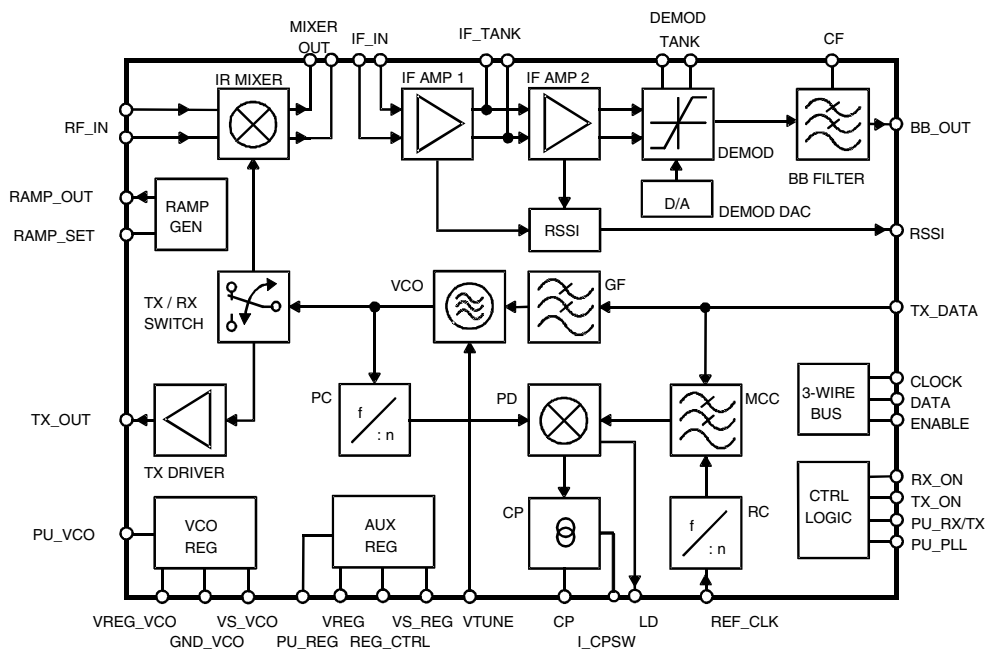 MIXER
OUT
IF_IN
IF_TANK
DEMOD
TANK
CF
IR MIXER
IF AMP 1
IF AMP 2
RF_IN
BB_OUT
DEMOD
BB FILTER
RAMP_OUT
RAMP
GEN
D/A
DEMOD DAC
RAMP_SET
RSSI
RSSI
TX / RX
SWITCH
VCO
GF
TX_DATA
PC
f
: n
PD
MCC
3-WIRE
BUS
CLOCK
DATA
ENABLE
TX_OUT
TX DRIVER
CTRL
LOGIC
RX_ON
TX_ON
PU_RX/TX
PU_PLL
PU_VCO
VCO
REG
AUX
REG
CP
f
: n
RC
VREG_VCO
GND_VCO
VS_VCO
PU_REG
VREG
REG_CTRL
VS_REG
VTUNE
CP
I_CPSW
LD
REF_CLK